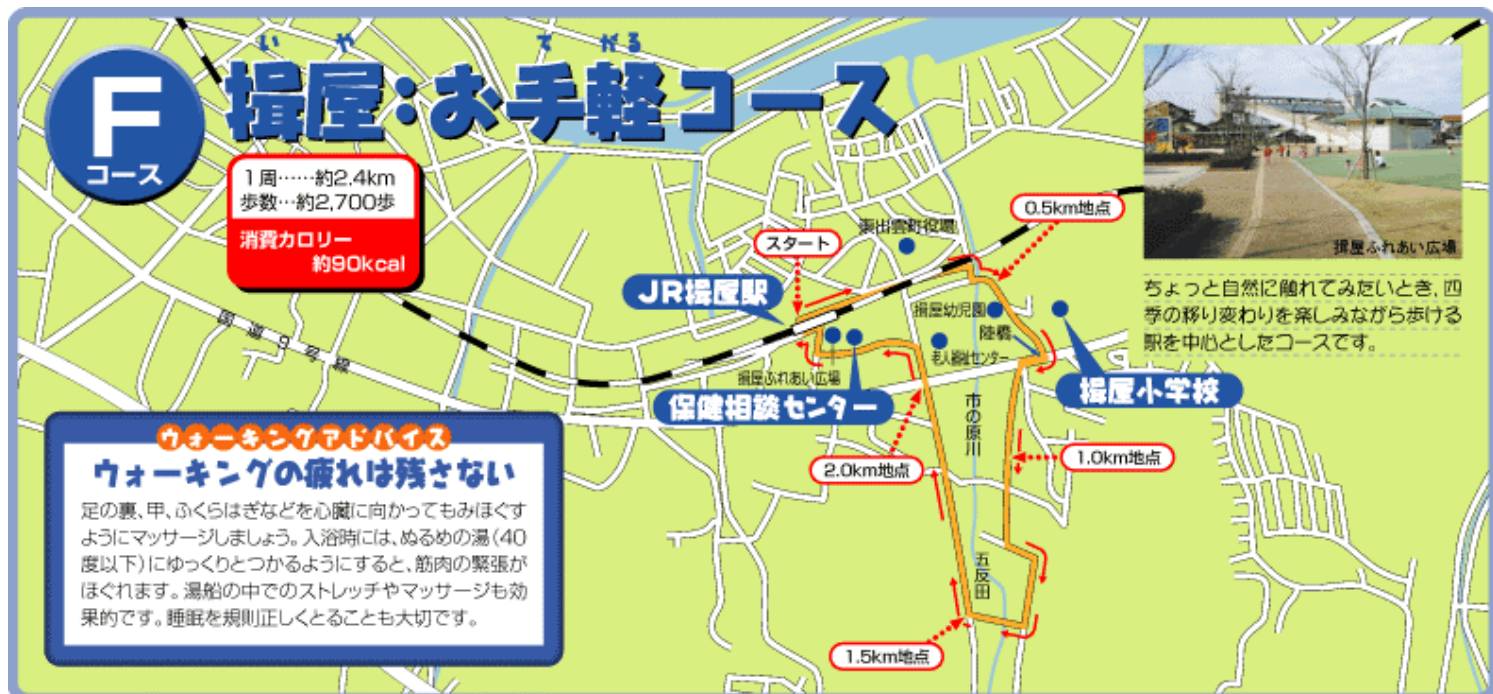 F
コース
い や て がる
揖屋:お手軽コース
1周……約2.4km
歩数…約2,700歩
消費カロリー
約90kcal
スタート
東出雲町役場
0.5km地点
JR揖屋駅
揖屋幼児園
陸橋
老人福祉センター
揖屋ふれあい広場
保健相談センター
揖屋小学校
国道9号線
市の原川
1.0km地点
2.0km地点
五反田
1.5km地点
揖屋ふれあい広場
ちょっと自然に触れてみたいとき、四
季の移り変わりを楽しみながら歩ける
駅を中心としたコースです。
ウォーキングアドバイス
ウォーキングの疲れは残さない
足の裏、甲、ふくらはぎなどを心臓に向かってもみほぐす
ようにマッサージしましょう。入浴時には、ぬるめの湯(40
度以下)にゆっくりとつかるようにすると、筋肉の緊張が
ほぐれます。湯船の中でのストレッチやマッサージも効
果的です。睡眠を規則正しくとることも大切です。